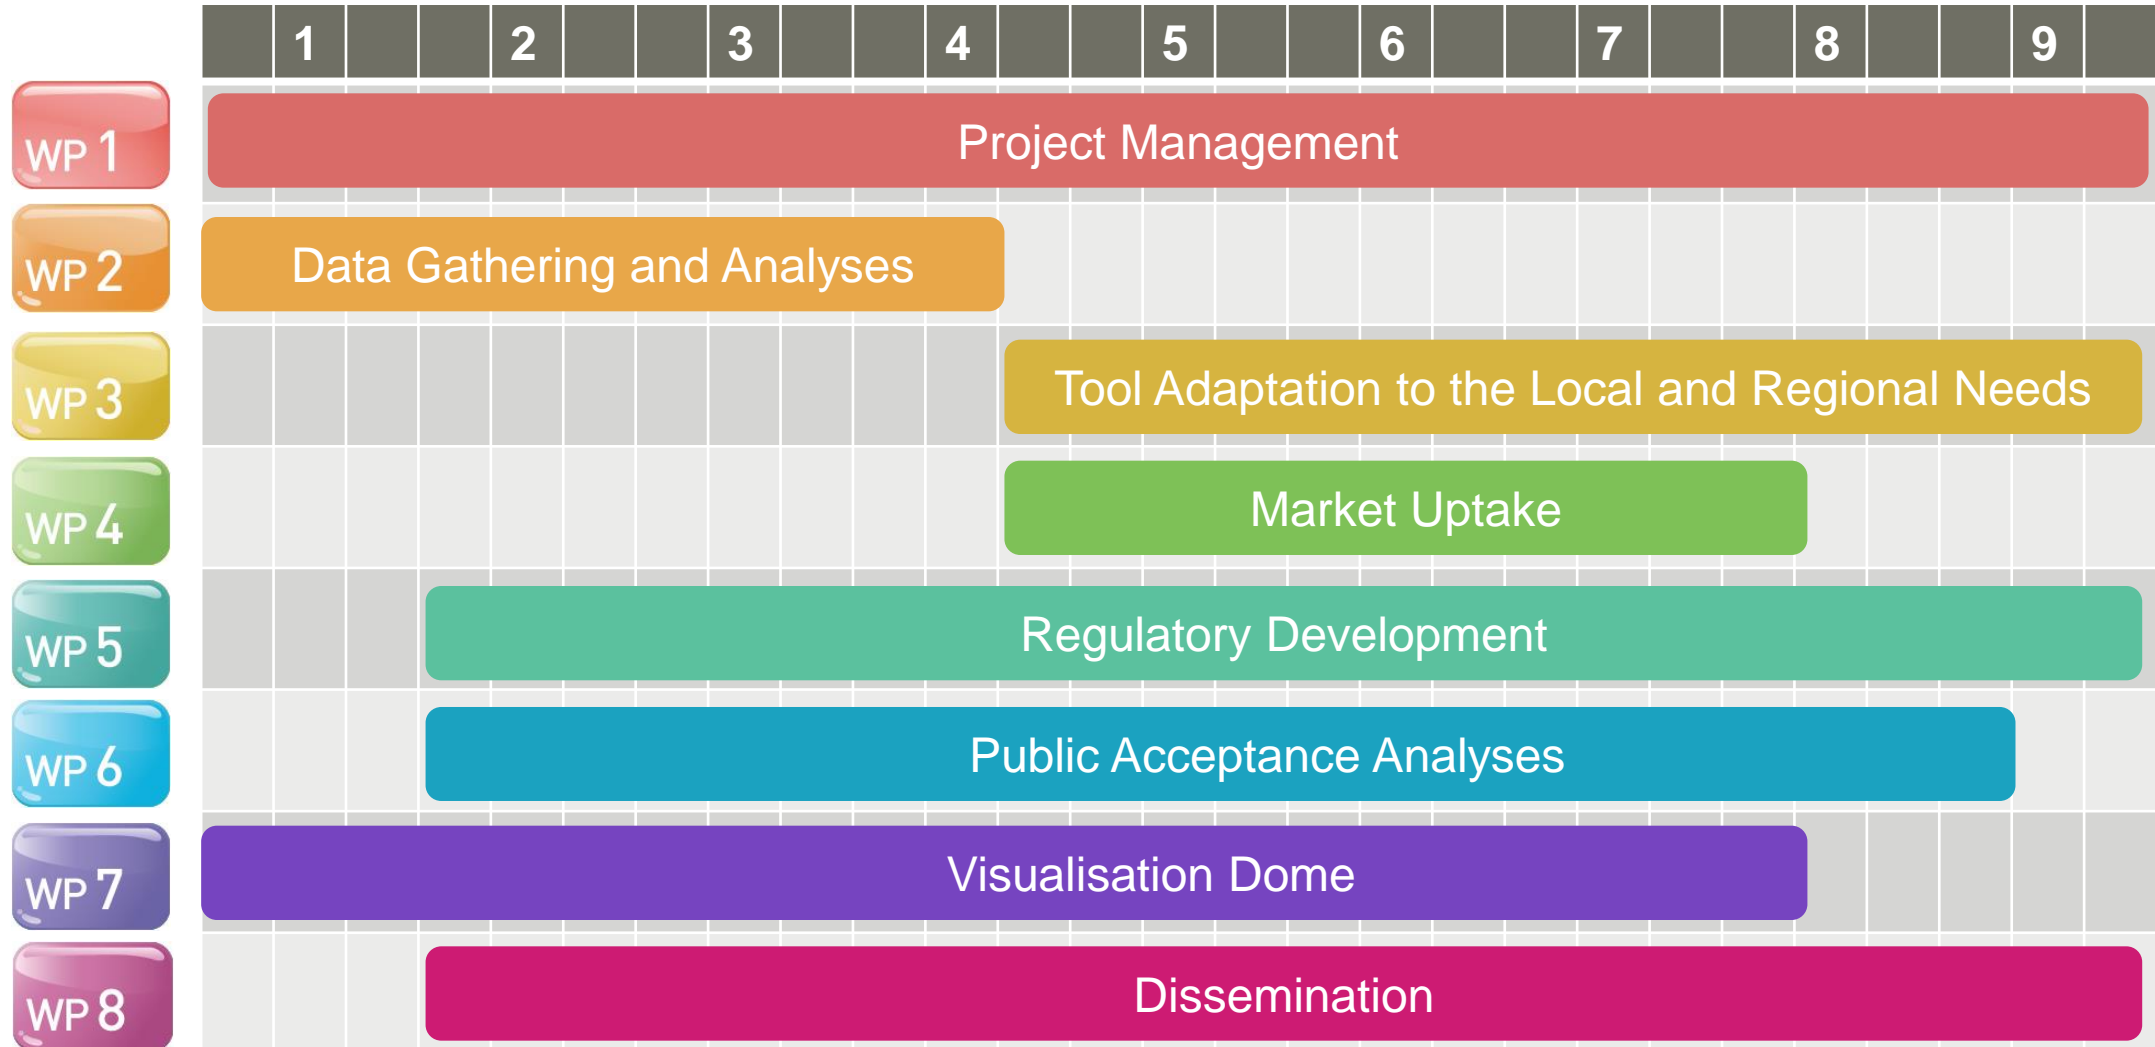 1 2 3 4 5 6 7 8 9
WP 1
Project Management
WP 2
Data Gathering and Analyses
WP 3
Tool Adaptation to the Local and Regional Needs
WP 4
Market Uptake
WP 5
Regulatory Development
WP 6
Public Acceptance Analyses
WP 7
Visualisation Dome
WP 8
Dissemination